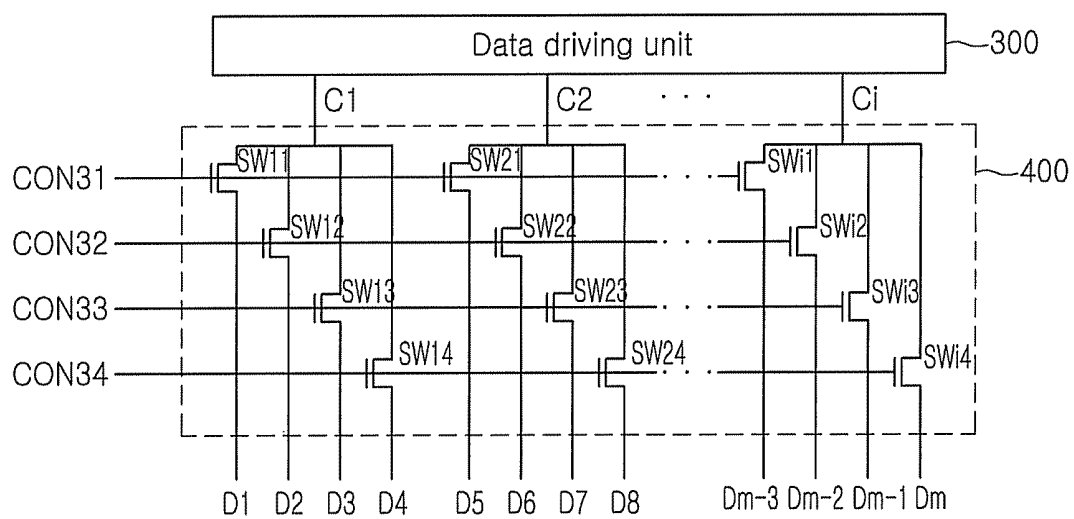 Data driving unit
300
C1
C2
. . .
Ci
CON31
SW11
SW21
. . .
SWi1
400
CON32
SW12
SW22
. . .
SWi2
CON33
SW13
SW23
. . .
SWi3
CON34
SW14
SW24
. . .
SWi4
D1 D2 D3 D4 D5 D6 D7 D8 Dm-3 Dm-2 Dm-1 Dm